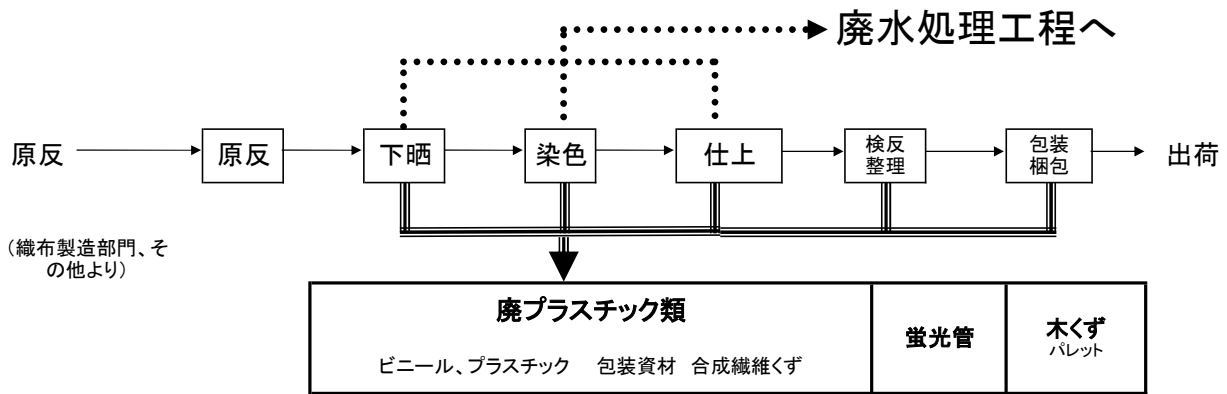 廃水処理工程へ
原反
原反
下晒
染色
仕上
検反
整理
包装
梱包
出荷
(織布製造部門、そ
の他より)
廃プラスチック類
ビニール、プラスチック　包装資材　合成繊維くず
蛍光管
木くず
パレット